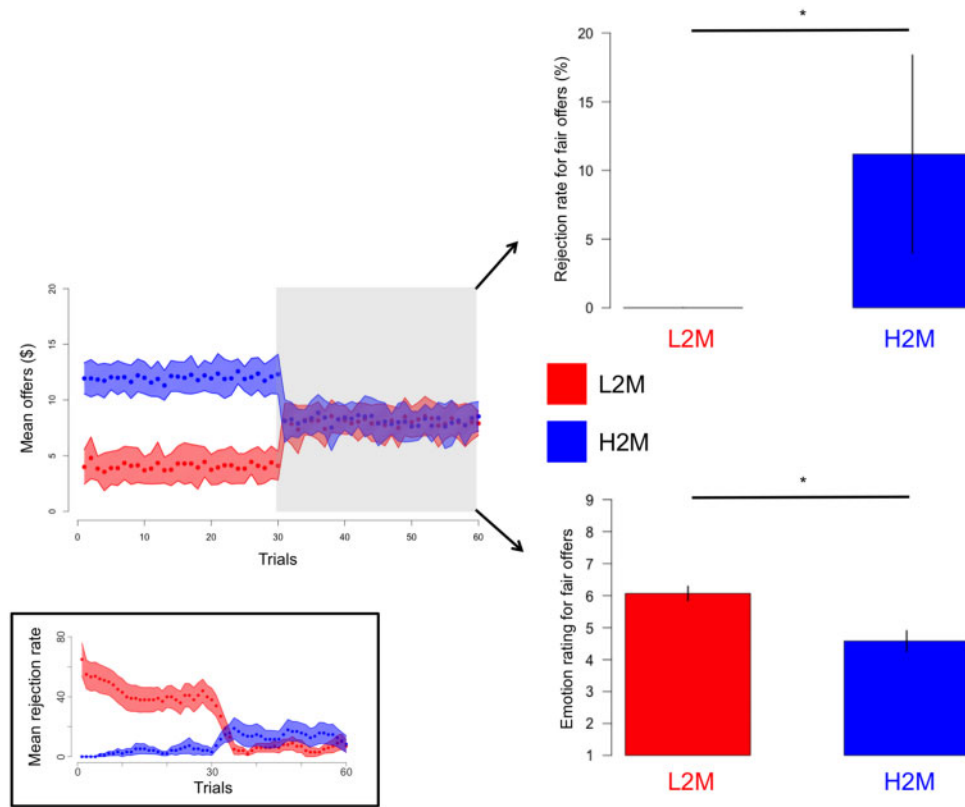 *
Rejection rate for fair offers (%)
20
15
10
5
0
L2M
H2M
Mean offers ($)
20
15
10
5
0
0
10
20
30
40
50
60
Trials
L2M
H2M
*
Emotion rating for fair offers
9
8
7
6
5
4
3
2
1
L2M
H2M
Mean rejection rate
80
40
0
0
30
60
Trials